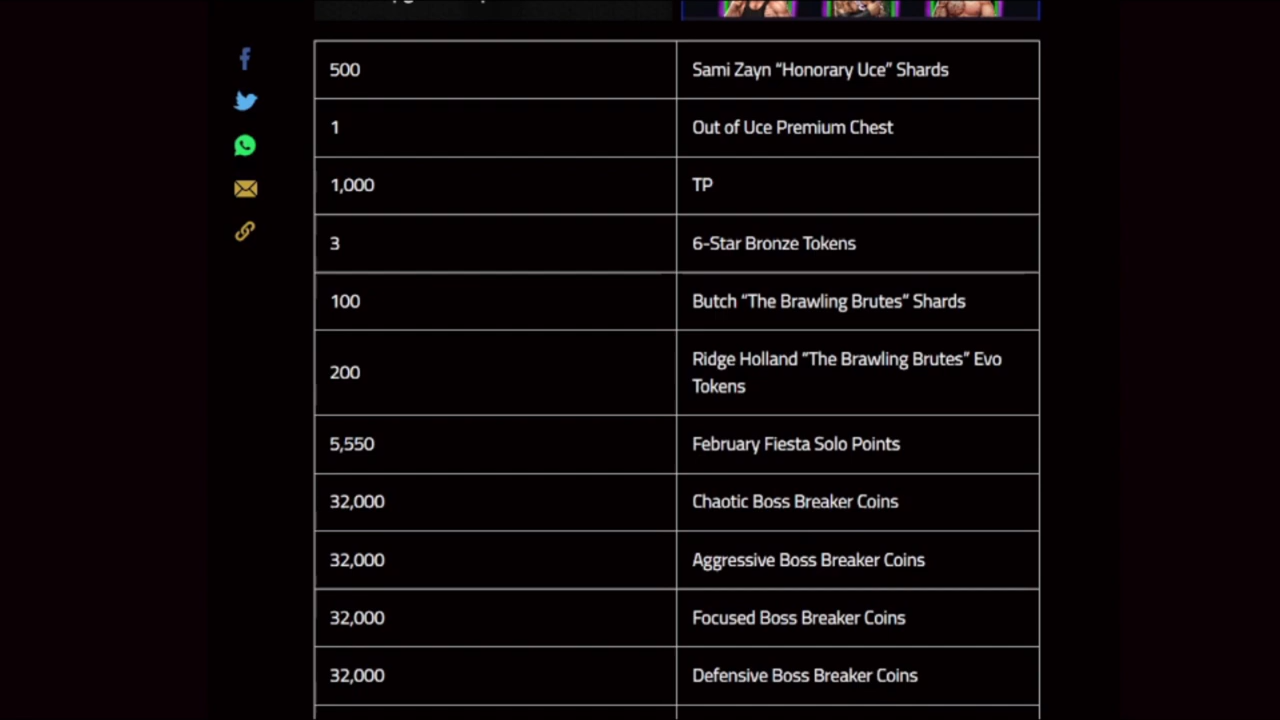 500 Sami Zayn “Honorary Uce” Shards
1 Out of Uce Premium Chest
1,000 TP
3 6-Star Bronze Tokens
100 Butch “The Brawling Brutes” Shards
200 Ridge Holland “The Brawling Brutes” Evo
Tokens
5,550 February Fiesta Solo Points
32,000 Chaotic Boss Breaker Coins
32,000 Aggressive Boss Breaker Coins
32,000 Focused Boss Breaker Coins
32,000 Defensive Boss Breaker Coins